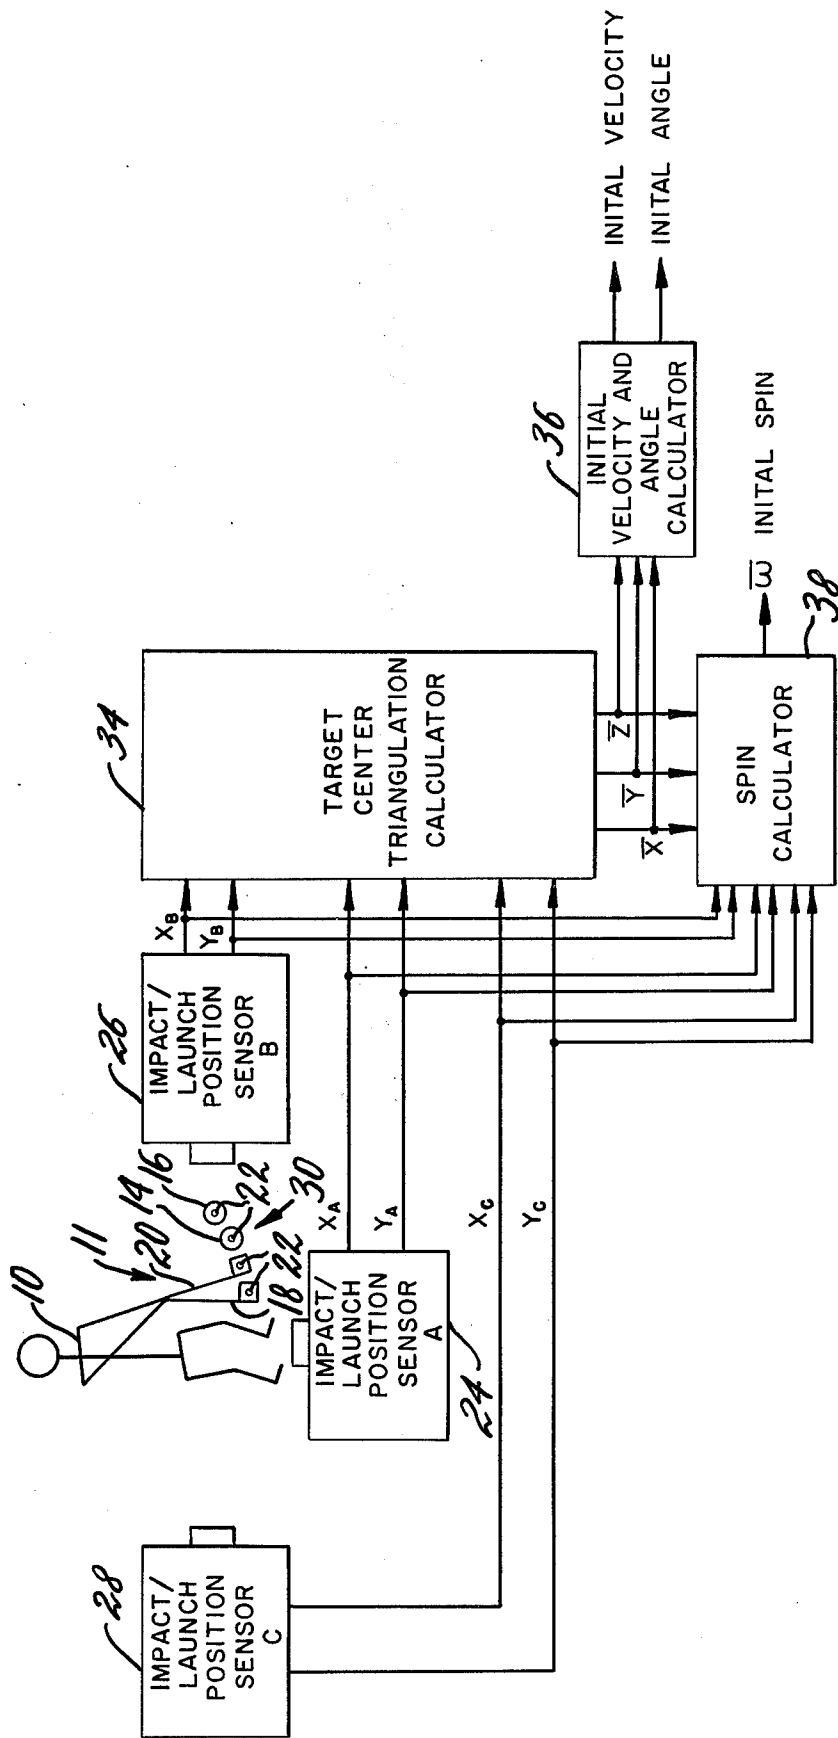 28
IMPACT/
LAUNCH
POSITION
SENSOR
C
10
11
20
14
16
22
18
22
30
26
IMPACT/
LAUNCH
POSITION
SENSOR
B
IMPACT/
LAUNCH
POSITION
SENSOR
A
24
XB
YB
XA
YA
XC
YC
34
TARGET
CENTER
TRIANGULATION
CALCULATOR
X̅
Y̅
Z̅
36
INITIAL
VELOCITY AND
ANGLE
CALCULATOR
INITAL VELOCITY
INITAL ANGLE
SPIN
CALCULATOR
38
ω̅ INITAL SPIN